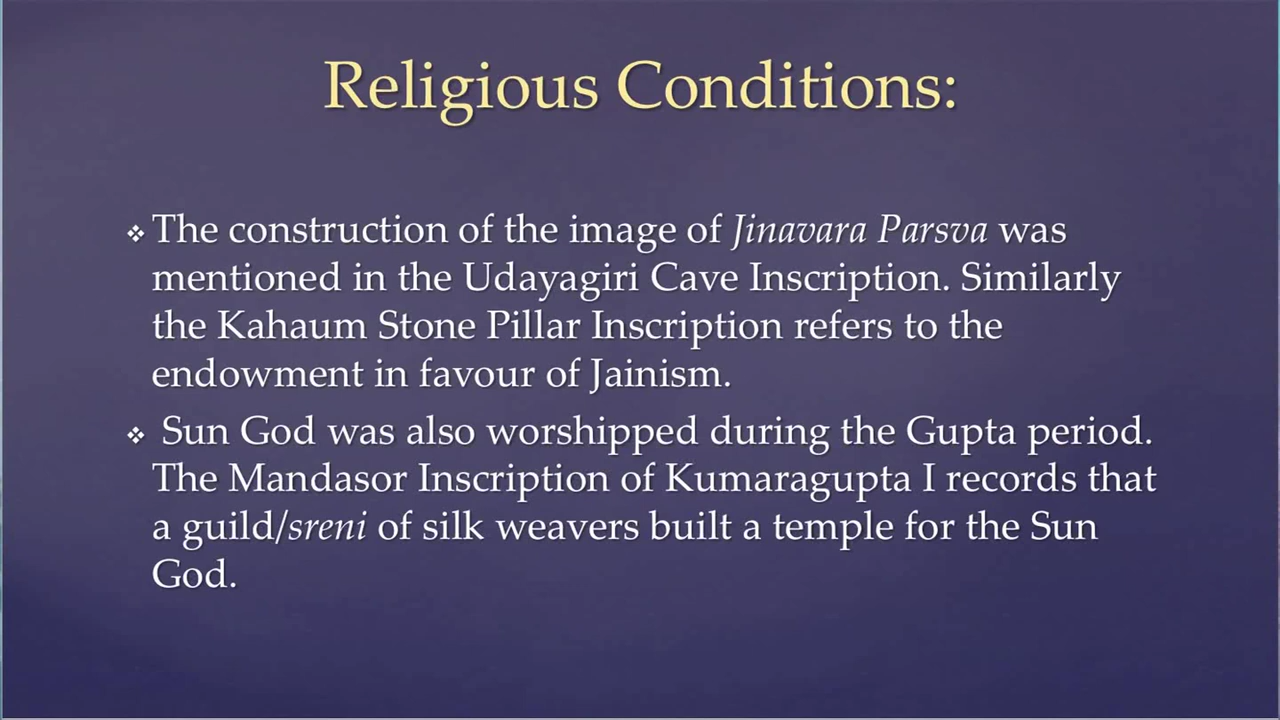 Religious Conditions:
❖ The construction of the image of Jinavara Parsva was
mentioned in the Udayagiri Cave Inscription. Similarly
the Kahaum Stone Pillar Inscription refers to the
endowment in favour of Jainism.
❖ Sun God was also worshipped during the Gupta period.
The Mandasor Inscription of Kumaragupta I records that
a guild/sreni of silk weavers built a temple for the Sun
God.